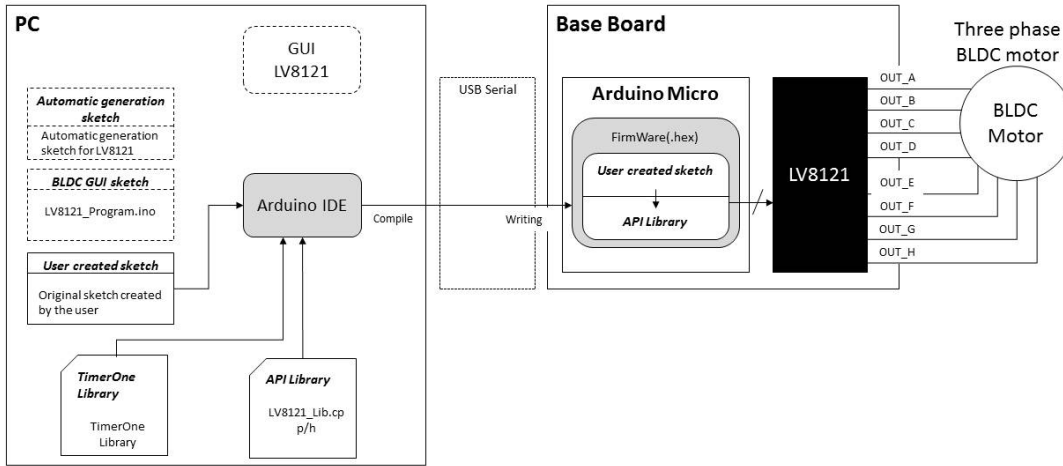 PC
GUI
LV8121
Automatic generation
sketch
Automatic generation
sketch for LV8121
BLDC GUI sketch
LV8121_Program.ino
User created sketch
Original sketch created
by the user
TimerOne
Library
TimerOne
Library
API Library
LV8121_Lib.cp
p/h
Arduino IDE
Compile
USB Serial
Writing
Base Board
Arduino Micro
FirmWare(.hex)
User created sketch
API Library
LV8121
OUT_A
OUT_B
OUT_C
OUT_D
OUT_E
OUT_F
OUT_G
OUT_H
Three phase
BLDC motor
BLDC
Motor